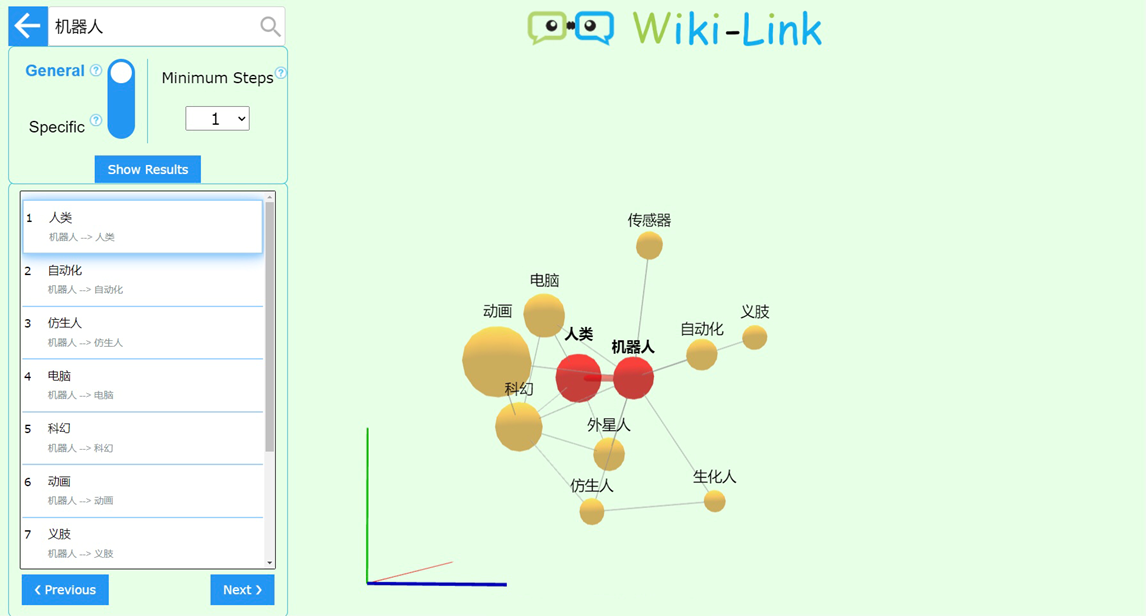 机器人
Wiki-Link
General ?
Minimum Steps ?
Specific ?
1
Show Results
1 人类
机器人 --> 人类
2 自动化
机器人 --> 自动化
3 仿生人
机器人 --> 仿生人
4 电脑
机器人 --> 电脑
5 科幻
机器人 --> 科幻
6 动画
机器人 --> 动画
7 义肢
机器人 --> 义肢
Previous
Next
传感器
电脑
动画
义肢
自动化
人类
机器人
科幻
外星人
生化人
仿生人